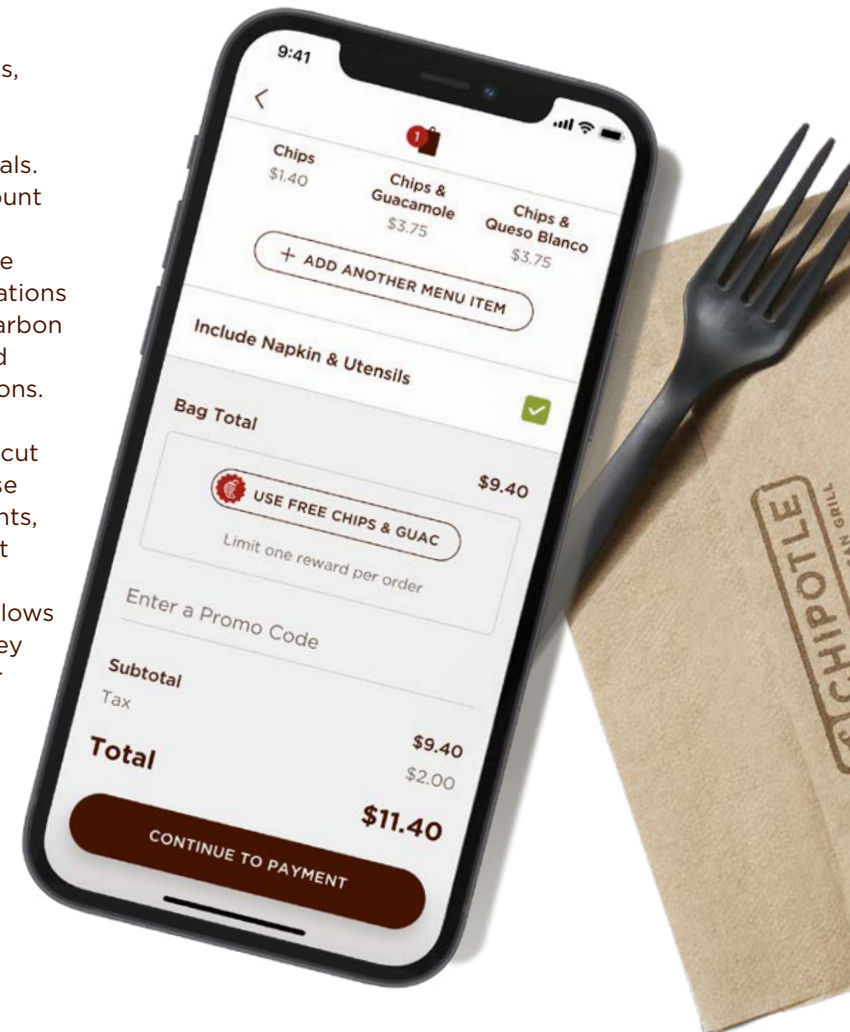 s,
als.
ount
e
ations
arbon
d
ons.
cut
se
nts,
t
lows
ey
9:41
1
Chips
$1.40
Chips &
Guacamole
$3.75
Chips &
Queso Blanco
$3.75
+ ADD ANOTHER MENU ITEM
Include Napkin & Utensils
Bag Total
$9.40
USE FREE CHIPS & GUAC
Limit one reward per order
Enter a Promo Code
Subtotal
$9.40
Tax
$2.00
Total
$11.40
CONTINUE TO PAYMENT
CHIPOTLE
AN GRILL